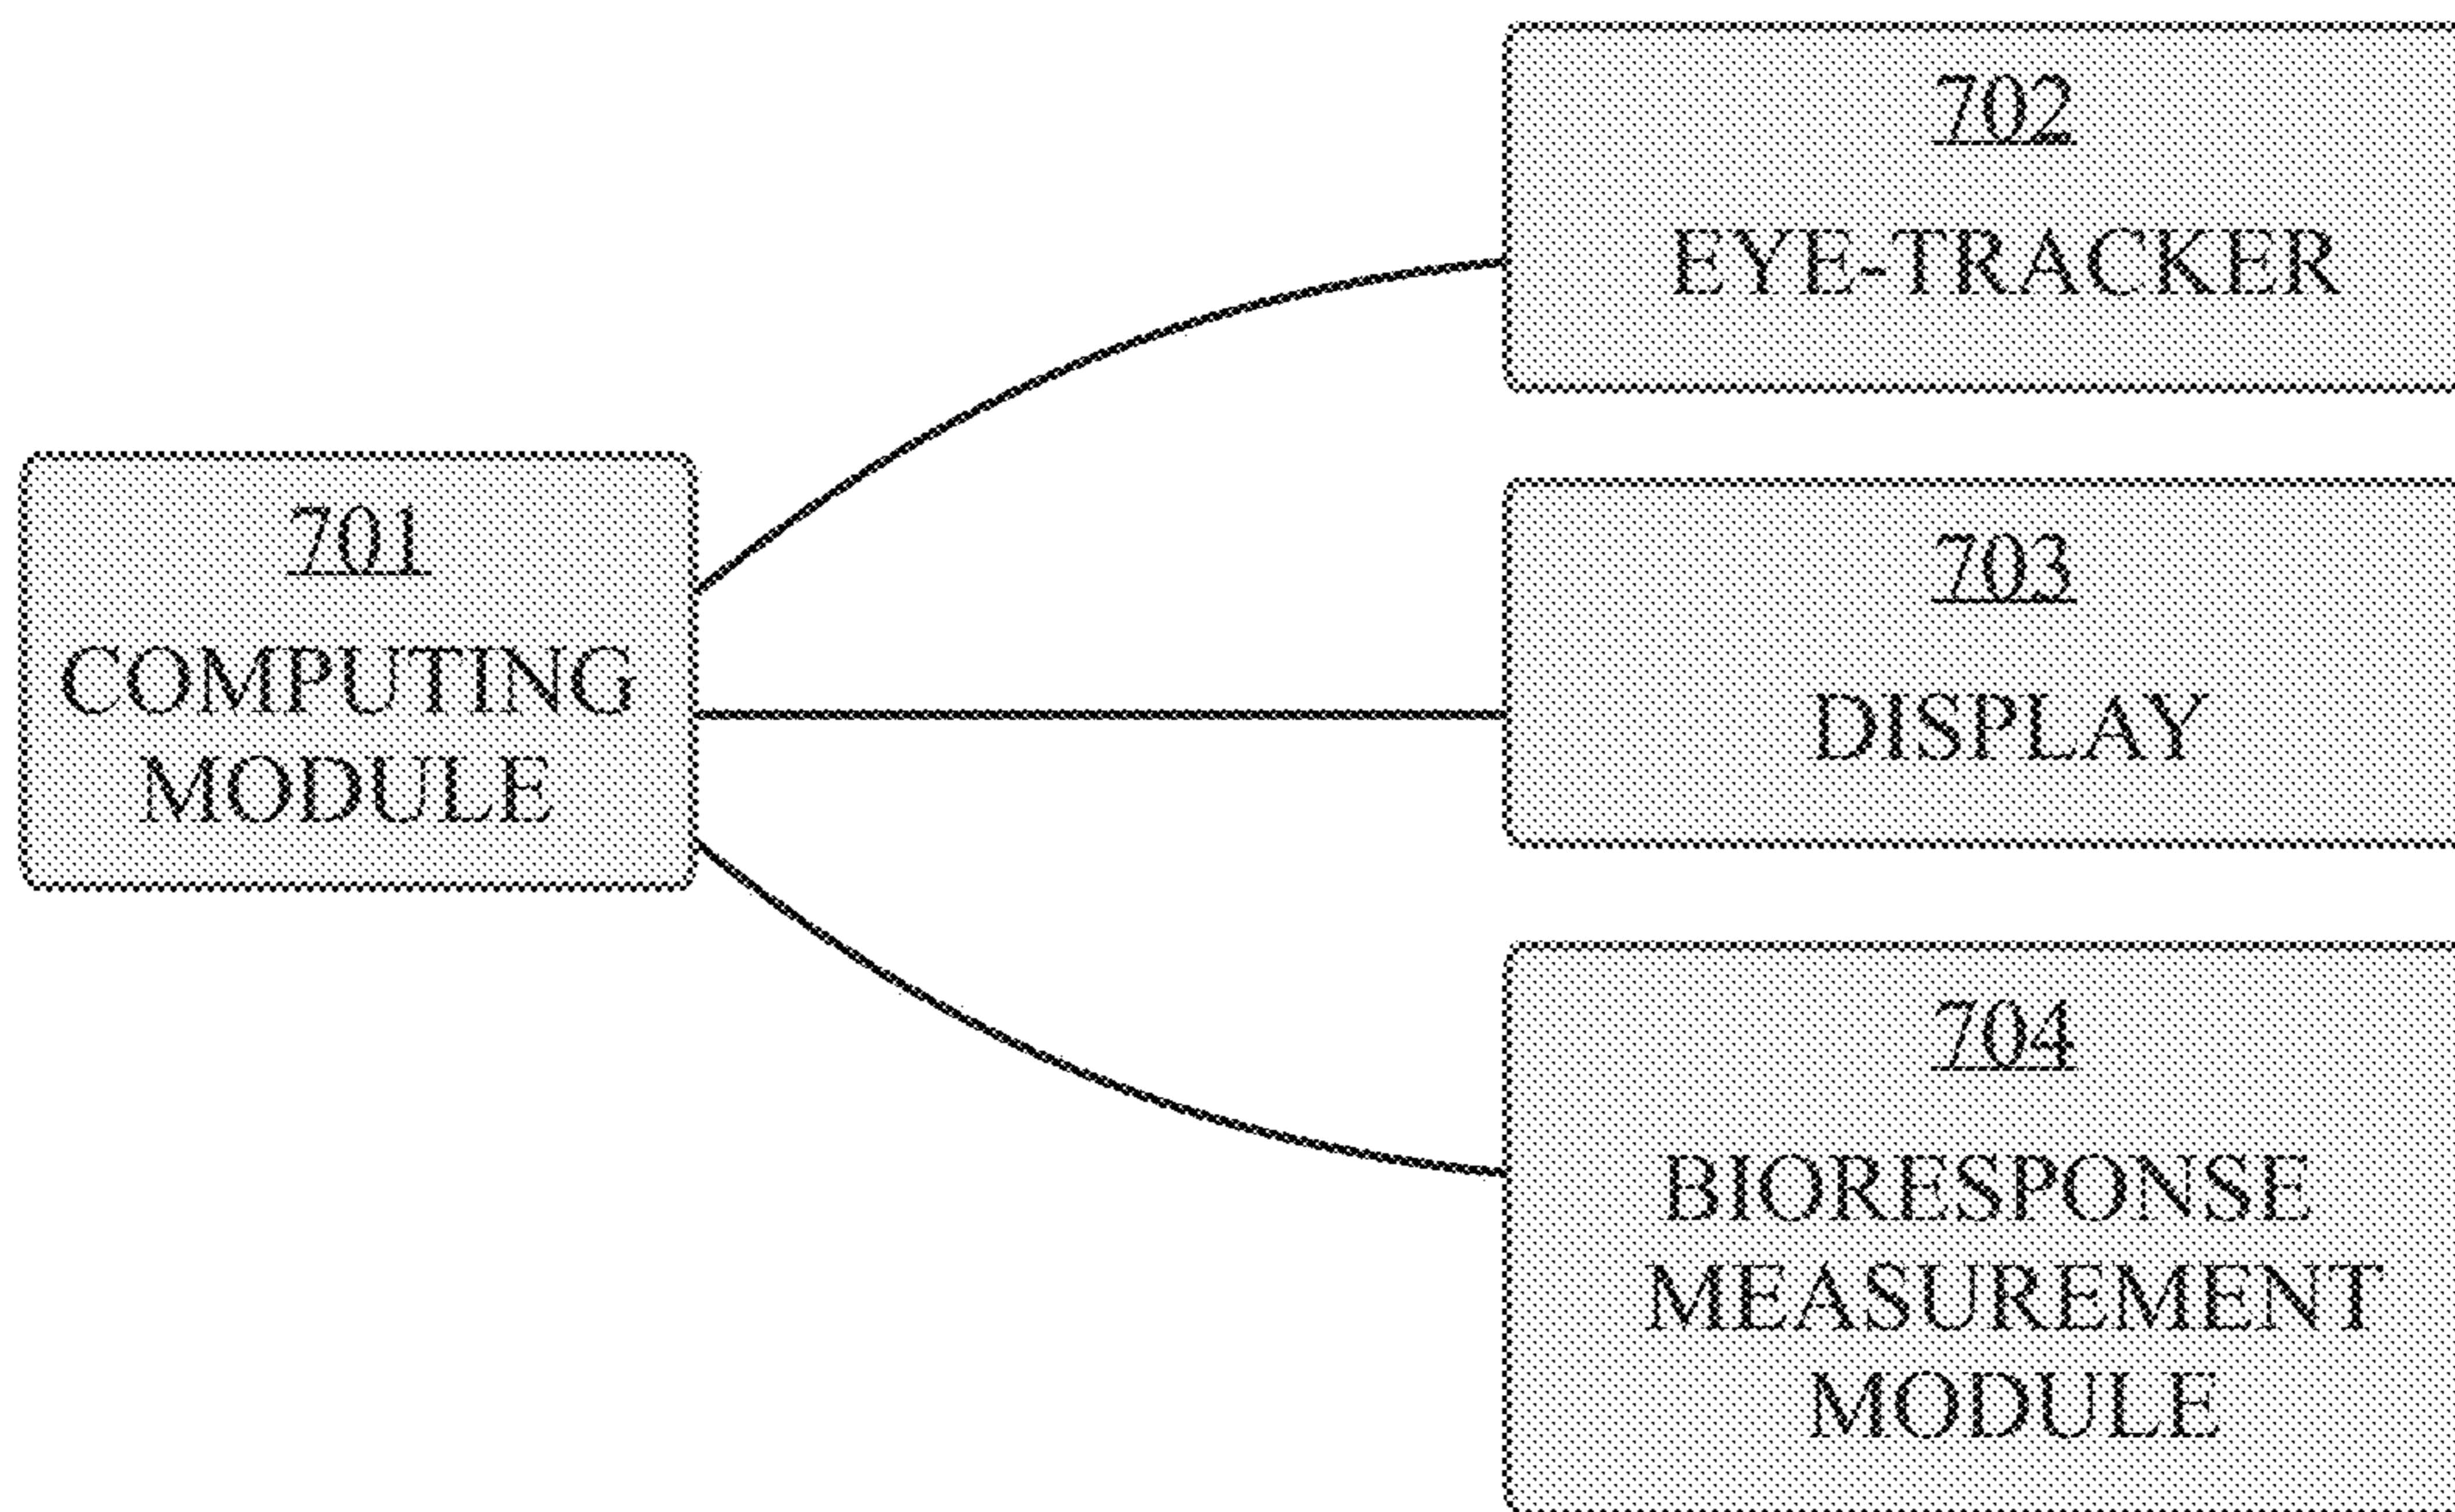 702
EYE-TRACKER
701
COMPUTING
MODULE
703
DISPLAY
704
BIORESPONSE
MEASUREMENT
MODULE